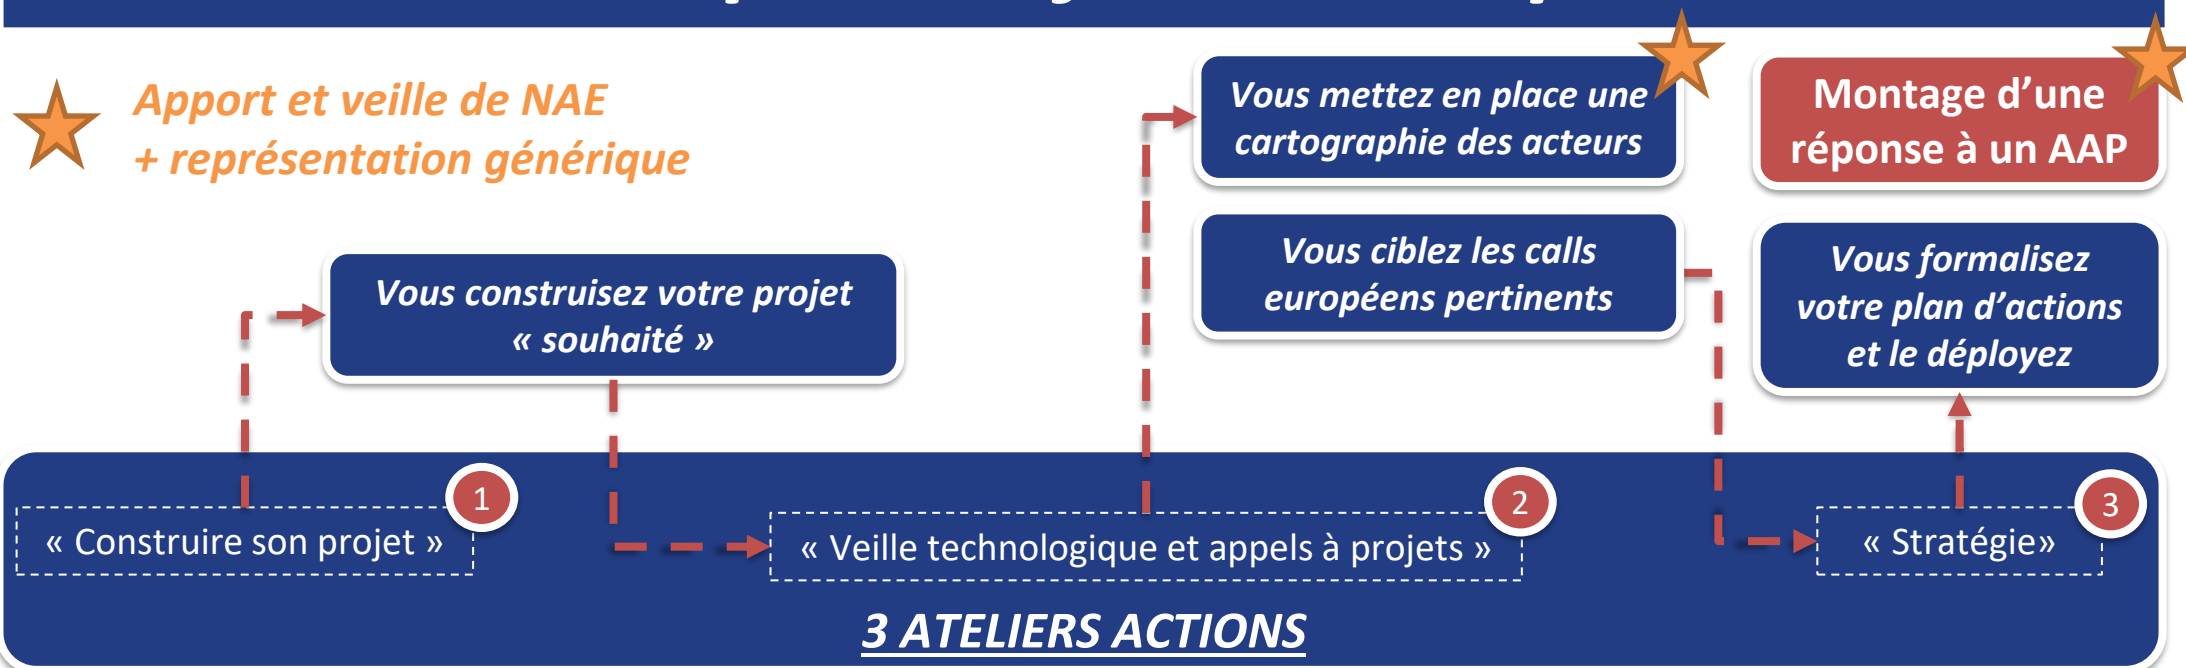 Apport et veille de NAE
+ représentation générique
Vous mettez en place une
cartographie des acteurs
Montage d’une
réponse à un AAP
Vous ciblez les calls
européens pertinents
Vous formalisez
votre plan d’actions
et le déployez
Vous construisez votre projet
« souhaité »
1
« Construire son projet »
2
« Veille technologique et appels à projets »
3
« Stratégie»
3 ATELIERS ACTIONS